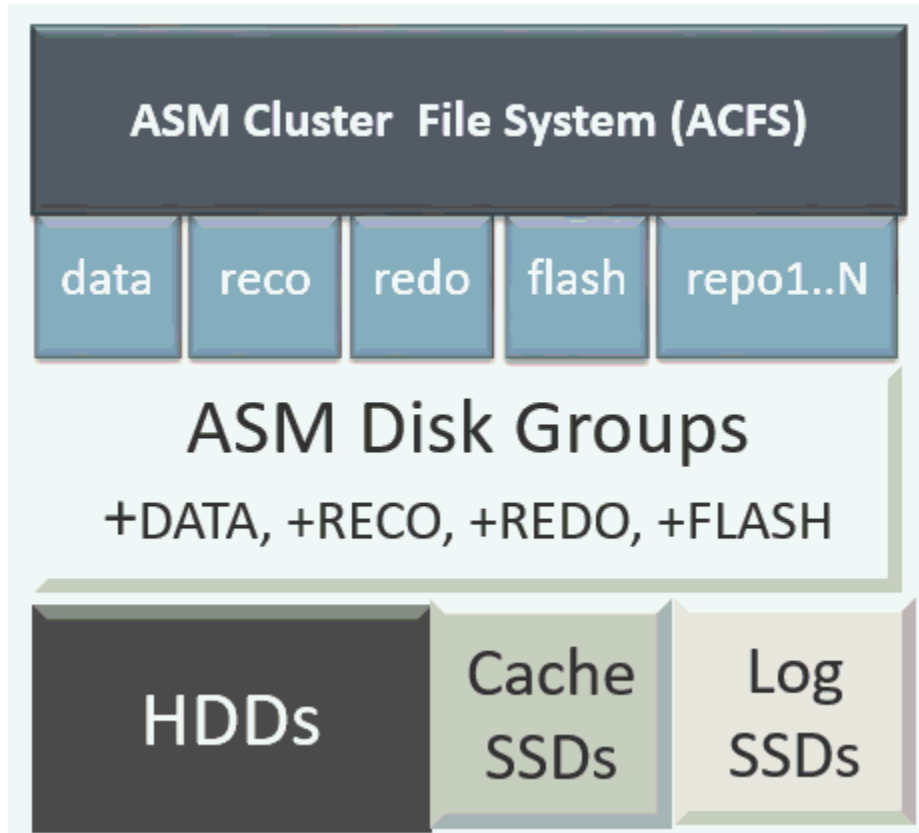 ASM Cluster File System (ACFS)
data reco redo flash repo1..N
ASM Disk Groups
+DATA, +RECO, +REDO, +FLASH
HDDs
Cache
SSDs
Log
SSDs